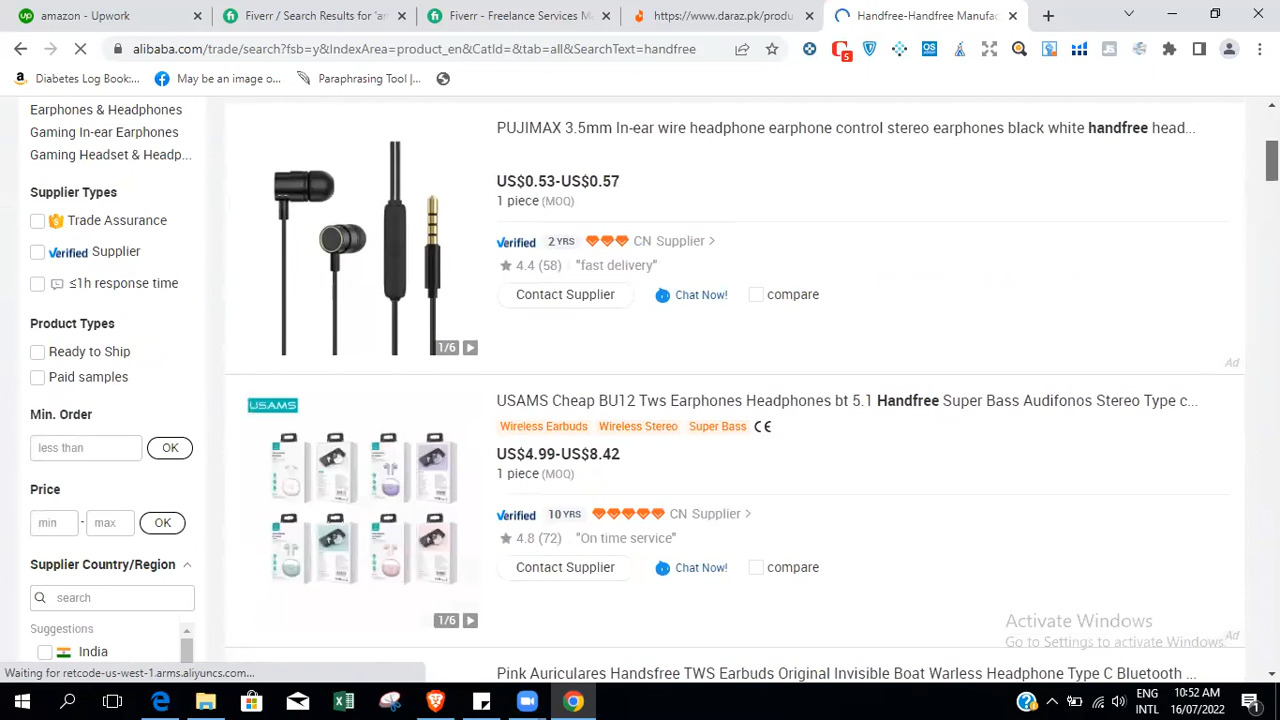 amazon - Upwork
Fiverr / Search Results for "am
Fiverr - Freelance Services Ma
https://www.daraz.pk/produ
Handfree-Handfree Manufac
alibaba.com/trade/search?fsb=y&IndexArea=product_en&CatId=&tab=all&SearchText=handfree
5
OS
JS
Diabetes Log Book:...
May be an image o...
Paraphrasing Tool |...
Earphones & Headphones
Gaming In-ear Earphones
Gaming Headset & Headp...
Supplier Types
Trade Assurance
Verified Supplier
≤1h response time
Product Types
Ready to Ship
Paid samples
Min. Order
less than OK
Price
min - max OK
Supplier Country/Region
search
Suggestions
India
PUJIMAX 3.5mm In-ear wire headphone earphone control stereo earphones black white handfree head...
US$0.53-US$0.57
1 piece (MOQ)
Verified 2 YRS CN Supplier >
4.4 (58) "fast delivery"
Contact Supplier Chat Now! compare
1/6
Ad
USAMS
USAMS Cheap BU12 Tws Earphones Headphones bt 5.1 Handfree Super Bass Audifonos Stereo Type c...
Wireless Earbuds Wireless Stereo Super Bass CE
US$4.99-US$8.42
1 piece (MOQ)
Verified 10 YRS CN Supplier >
4.8 (72) "On time service"
Contact Supplier Chat Now! compare
1/6
Ad
Activate Windows
Go to Settings to activate Windows.
Pink Auriculares Handsfree TWS Earbuds Original Invisible Boat Warless Headphone Type C Bluetooth ...
Waiting for retcode-us-west-1.arms.aliyuncs.com...
ENG
INTL
10:52 AM
16/07/2022
1